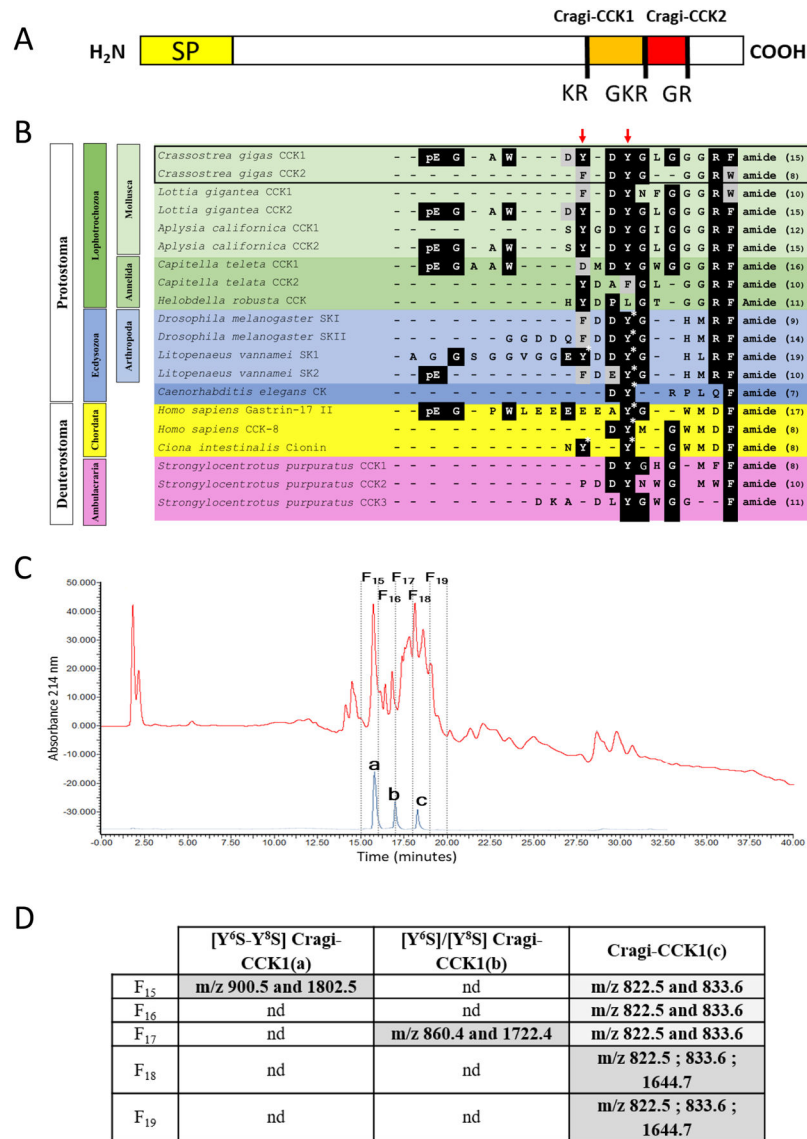 A
Cragi-CCK1 Cragi-CCK2
H2N SP COOH
KR GKR GR
B
Protostoma
Deuterostoma
Lophotrochozoa
Ecdysozoa
Chordata
Ambulacraria
Mollusca
Annelida
Arthropoda
Crassostrea gigas CCK1 - - pE G - A W - - - D Y - D Y G L G G G R F amide (15)
Crassostrea gigas CCK2 - - - - - - - - - - - F - D Y G - - G G R W amide (8)
Lottia gigantea CCK1 - - - - - - - - - - - F - D Y N F G G G R W amide (10)
Lottia gigantea CCK2 - - pE G - A W - - - D Y - D Y G L G G G R F amide (15)
Aplysia californica CCK1 - - - - - - - - - - S Y G D Y G I G G G R F amide (12)
Aplysia californica CCK2 - - pE G - A W - - - S Y - D Y G L G G G R F amide (15)
Capitella teleta CCK1 - - pE G A A W - - - - D M D Y G W G G G R F amide (16)
Capitella telata CCK2 - - - - - - - - - - - Y D A F G L - G G R F amide (10)
Helobdella robusta CCK - - - - - - - - - - H Y D P L G T - G G R F amide (11)
Drosophila melanogaster SKI - - - - - - - - - - - F D D Y* G - - H M R F amide (9)
Drosophila melanogaster SKII - - - - - - G G D D Q F D D Y* G - - H M R F amide (14)
Litopenaeus vannamei SK1 - A G G S G G V G G E Y* D D Y* G - - H L R F amide (19)
Litopenaeus vannamei SK2 - - pE - - - - - - - - F D E Y* G - - H M R F amide (10)
Caenorhabditis elegans CK - - - - - - - - - - - - - D Y* - - R P L Q F amide (7)
Homo sapiens Gastrin-17 II - - pE G - P W L E E E E E A Y* G - - W M D F amide (17)
Homo sapiens CCK-8 - - - - - - - - - - - - - D Y* M - G W M D F amide (8)
Ciona intestinalis Cionin - - - - - - - - - - N Y* - - Y* - - G W M D F amide (8)
Strongylocentrotus purpuratus CCK1 - - - - - - - - - - - - - D Y G H G - M F F amide (8)
Strongylocentrotus purpuratus CCK2 - - - - - - - - - - - P D D Y N W G - M W F amide (10)
Strongylocentrotus purpuratus CCK3 - - - - - - - - D K A - D L Y G W G G - - F amide (11)
C
F15 F17 F19
F16 F18
50.000
40.000
30.000
20.000
10.000
0.000
-10.000
-20.000
-30.000
Absorbance 214 nm
a
b
c
-0.00 2.50 5.00 7.50 10.00 12.50 15.00 17.50 20.00 22.50 25.00 27.50 30.00 32.50 35.00 37.50 40.00
Time (minutes)
D
[Y6S-Y8S] Cragi-CCK1(a) [Y6S]/[Y8S] Cragi-CCK1(b) Cragi-CCK1(c)
F15 m/z 900.5 and 1802.5 nd m/z 822.5 and 833.6
F16 nd nd m/z 822.5 and 833.6
F17 nd m/z 860.4 and 1722.4 m/z 822.5 and 833.6
F18 nd nd m/z 822.5 ; 833.6 ; 1644.7
F19 nd nd m/z 822.5 ; 833.6 ; 1644.7